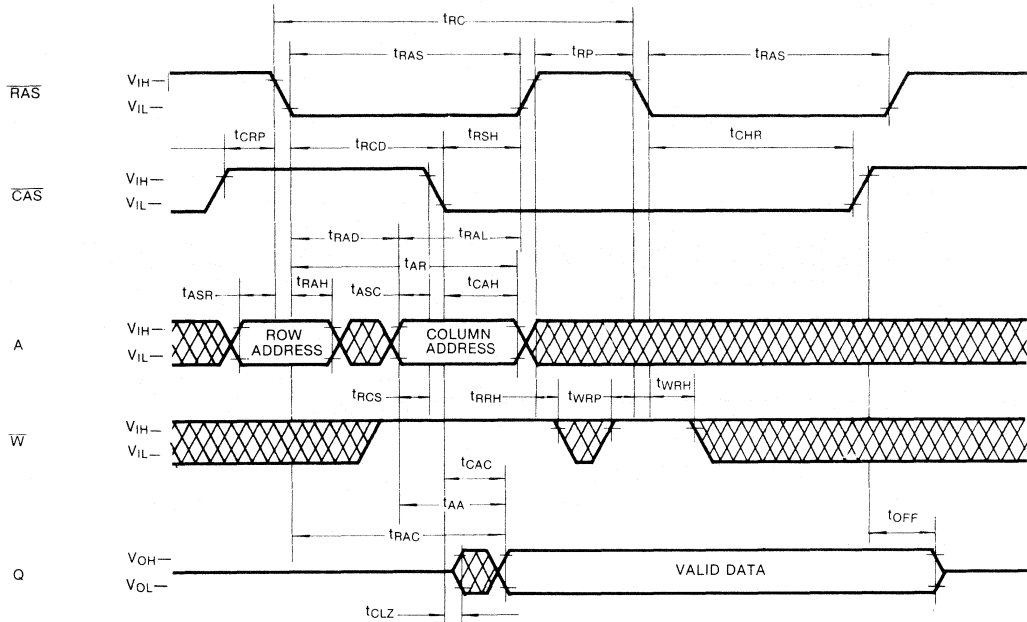 tRC
tRAS tRP tRAS
RAS VIH
VIL
tCRP tRCD tRSH tCHR
CAS VIH
VIL
tRAD tRAL
tAR
tASR tRAH tASC tCAH
A VIH ROW ADDRESS COLUMN ADDRESS
VIL
tRCS tRRH tWRP tWRH
W VIH
VIL
tCAC
tAA
tRAC tOFF
Q VOH VALID DATA
VOL
tCLZ